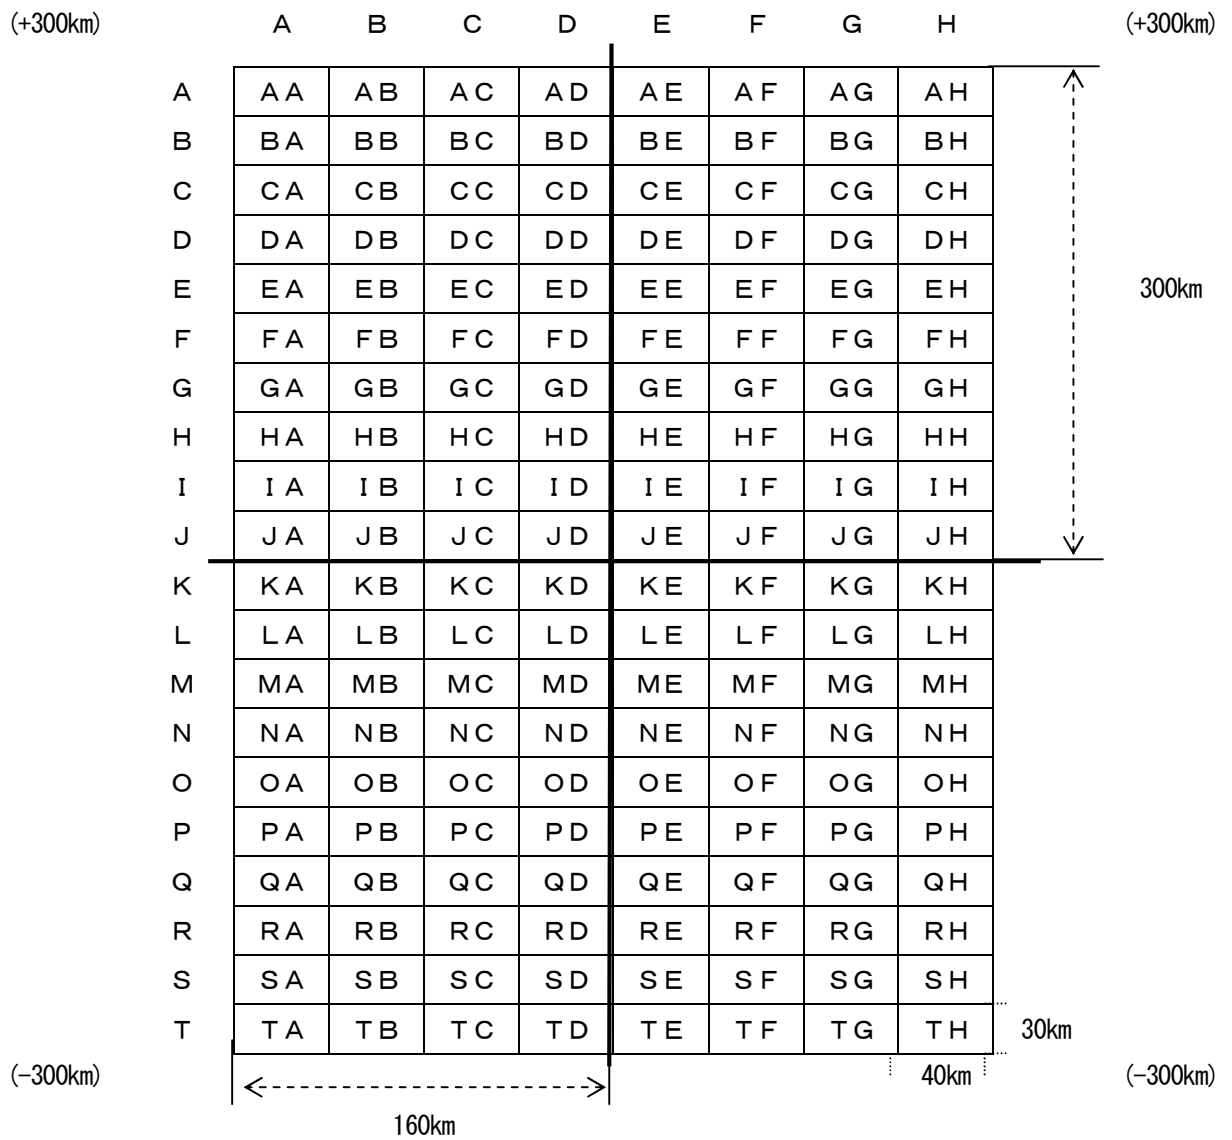 (+300km) A B C D E F G H (+300km)
A AA AB AC AD AE AF AG AH
B BA BB BC BD BE BF BG BH
C CA CB CC CD CE CF CG CH
D DA DB DC DD DE DF DG DH
E EA EB EC ED EE EF EG EH 300km
F FA FB FC FD FE FF FG FH
G GA GB GC GD GE GF GG GH
H HA HB HC HD HE HF HG HH
I IA IB IC ID IE IF IG IH
J JA JB JC JD JE JF JG JH
K KA KB KC KD KE KF KG KH
L LA LB LC LD LE LF LG LH
M MA MB MC MD ME MF MG MH
N NA NB NC ND NE NF NG NH
O OA OB OC OD OE OF OG OH
P PA PB PC PD PE PF PG PH
Q QA QB QC QD QE QF QG QH
R RA RB RC RD RE RF RG RH
S SA SB SC SD SE SF SG SH
T TA TB TC TD TE TF TG TH 30km
(-300km) 40km (-300km)
160km